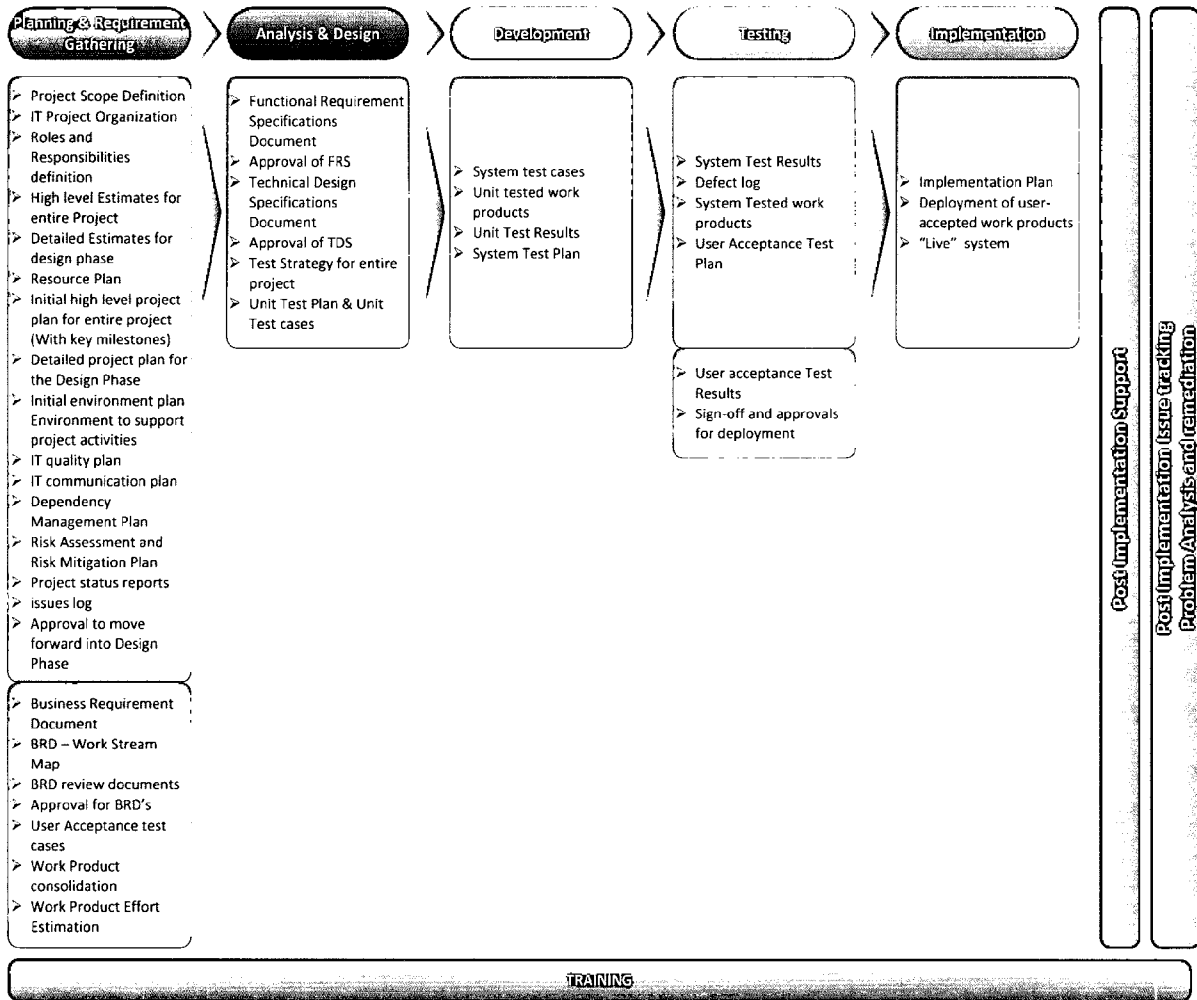 Planning & Requirement
Gathering
Analysis & Design
Development
Testing
Implementation
Project Scope Definition
IT Project Organization
Roles and
Responsibilities
definition
High level Estimates for
entire Project
Detailed Estimates for
design phase
Resource Plan
Initial high level project
plan for entire project
(With key milestones)
Detailed project plan for
the Design Phase
Initial environment plan
Environment to support
project activities
IT quality plan
IT communication plan
Dependency
Management Plan
Risk Assessment and
Risk Mitigation Plan
Project status reports
issues log
Approval to move
forward into Design
Phase
Business Requirement
Document
BRD – Work Stream
Map
BRD review documents
Approval for BRD's
User Acceptance test
cases
Work Product
consolidation
Work Product Effort
Estimation
Functional Requirement
Specifications
Document
Approval of FRS
Technical Design
Specifications
Document
Approval of TDS
Test Strategy for entire
project
Unit Test Plan & Unit
Test cases
System test cases
Unit tested work
products
Unit Test Results
System Test Plan
System Test Results
Defect log
System Tested work
products
User Acceptance Test
Plan
User acceptance Test
Results
Sign-off and approvals
for deployment
Implementation Plan
Deployment of user-
accepted work products
"Live" system
Post Implementation Support
Post Implementation Issue tracking
Problem Analysis and remediation
TRAINING